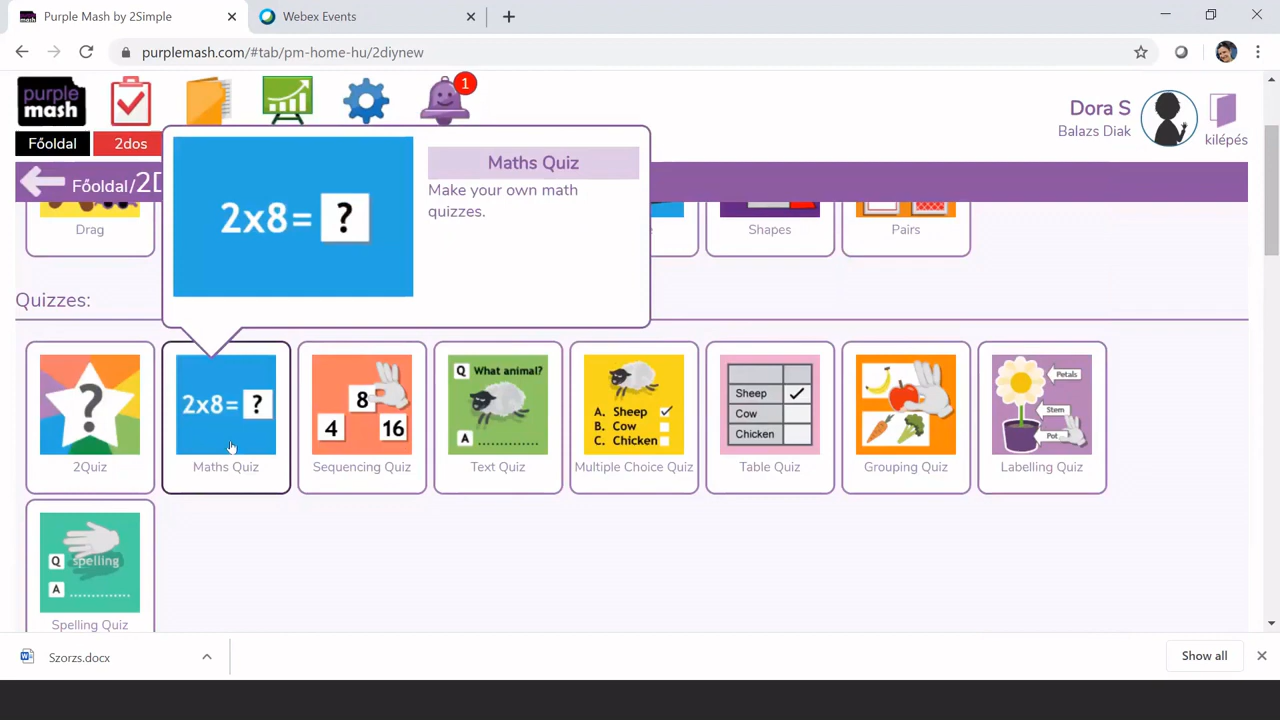 Purple Mash by 2Simple
Webex Events
purplemash.com/#tab/pm-home-hu/2diynew
purple
mash
1
Dora S
Balazs Diak
kilépés
Főoldal
2dos
Főoldal/2D
2x8= ?
Maths Quiz
Make your own math
quizzes.
Drag
Shapes
Pairs
Quizzes:
?
2Quiz
2x8= ?
Maths Quiz
8
4
16
Sequencing Quiz
Q What animal?
A ............
Text Quiz
A. Sheep
B. Cow
C. Chicken
Multiple Choice Quiz
Sheep
Cow
Chicken
Table Quiz
Grouping Quiz
Petals
Stem
Pot
Labelling Quiz
Q spelling
A ............
Spelling Quiz
Szorzs.docx
Show all